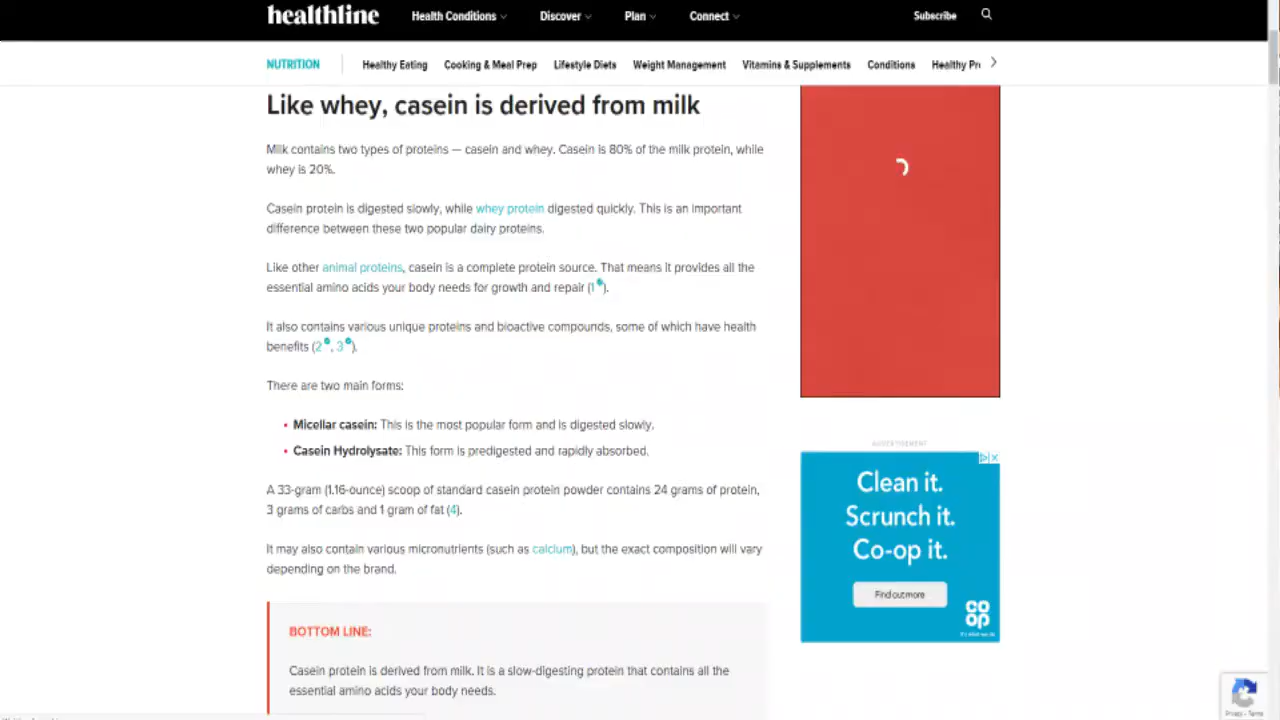 healthline
Health Conditions
Discover
Plan
Connect
Subscribe
NUTRITION
Healthy Eating
Cooking & Meal Prep
Lifestyle Diets
Weight Management
Vitamins & Supplements
Conditions
Healthy Pr
Like whey, casein is derived from milk
Milk contains two types of proteins — casein and whey. Casein is 80% of the milk protein, while
whey is 20%.
Casein protein is digested slowly, while whey protein digested quickly. This is an important
difference between these two popular dairy proteins.
Like other animal proteins, casein is a complete protein source. That means it provides all the
essential amino acids your body needs for growth and repair (1).
It also contains various unique proteins and bioactive compounds, some of which have health
benefits (2, 3).
There are two main forms:
• Micellar casein: This is the most popular form and is digested slowly.
• Casein Hydrolysate: This form is predigested and rapidly absorbed.
A 33-gram (1.16-ounce) scoop of standard casein protein powder contains 24 grams of protein,
3 grams of carbs and 1 gram of fat (4).
It may also contain various micronutrients (such as calcium), but the exact composition will vary
depending on the brand.
BOTTOM LINE:
Casein protein is derived from milk. It is a slow-digesting protein that contains all the
essential amino acids your body needs.
ADVERTISEMENT
Clean it.
Scrunch it.
Co-op it.
Find out more
CO
OP
Privacy - Terms